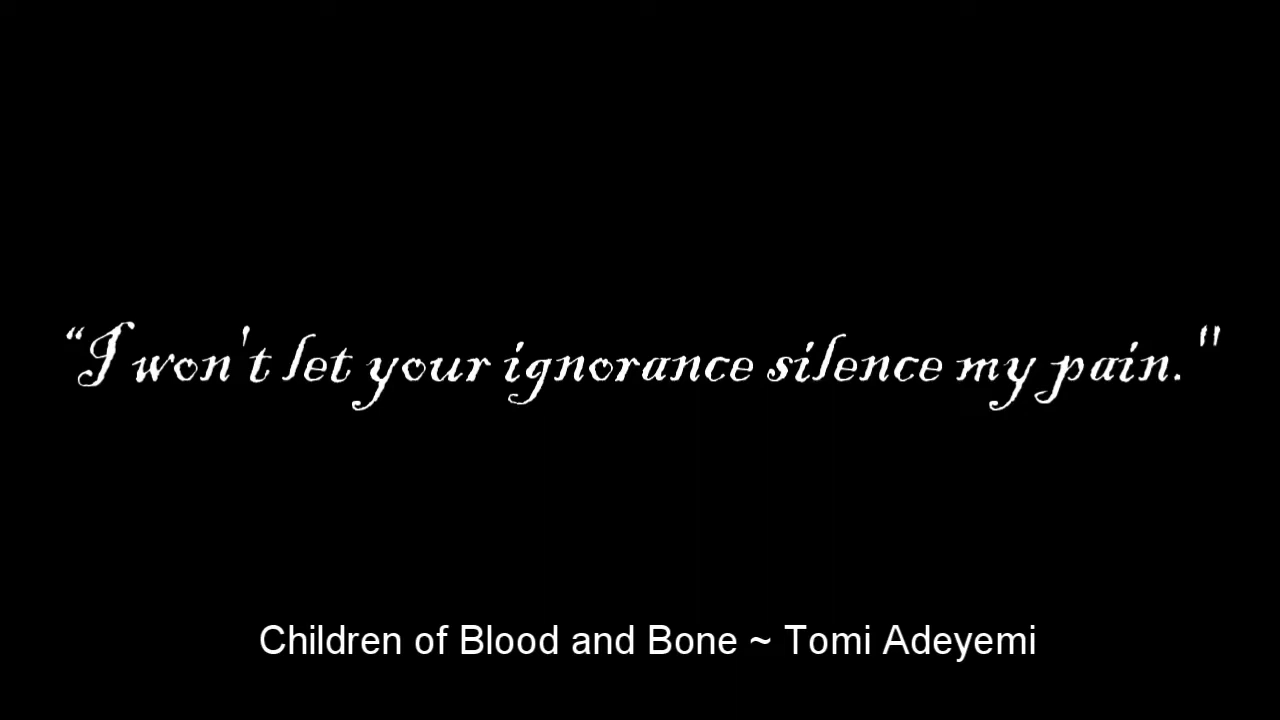 “I won't let your ignorance silence my pain."
Children of Blood and Bone ~ Tomi Adeyemi